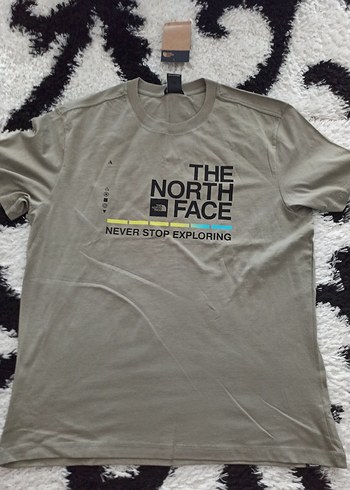 THE
NORTH
FACE
NEVER STOP EXPLORING